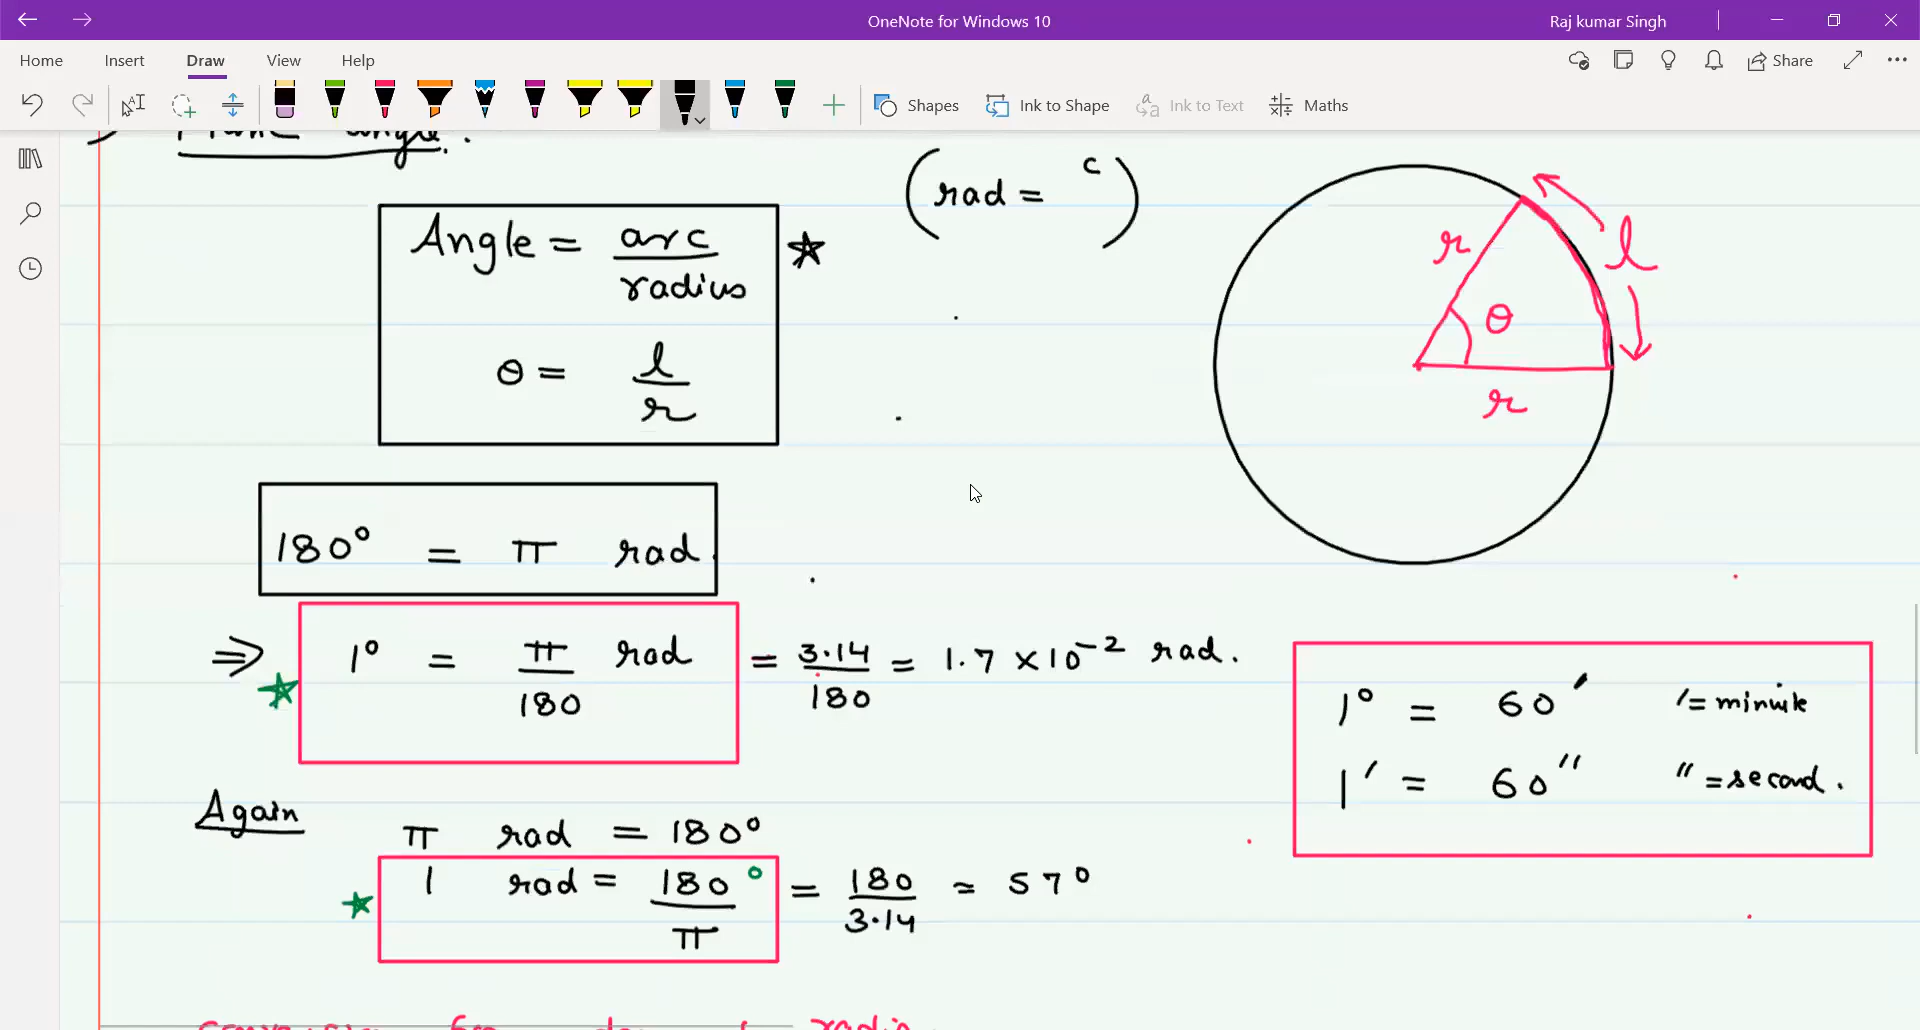 OneNote for Windows 10
Raj kumar Singh
Home Insert Draw View Help
Share
Shapes Ink to Shape Ink to Text Maths
angle.
Angle = arc / radius
(rad = c)
θ = l / r
r
l
θ
r
180° = π rad.
⇒ 1° = π / 180 rad = 3.14 / 180 = 1.7 × 10⁻² rad.
1° = 60′ ′ = minute
1′ = 60″ ″ = second.
Again
π rad = 180°
1 rad = 180° / π = 180 / 3.14 ≈ 57°